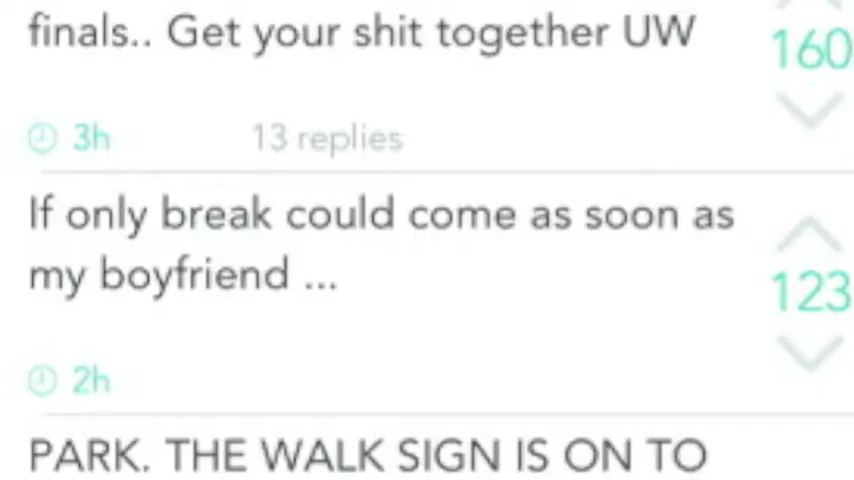 finals.. Get your shit together UW
160
3h 13 replies
If only break could come as soon as
my boyfriend ...
123
2h
PARK. THE WALK SIGN IS ON TO